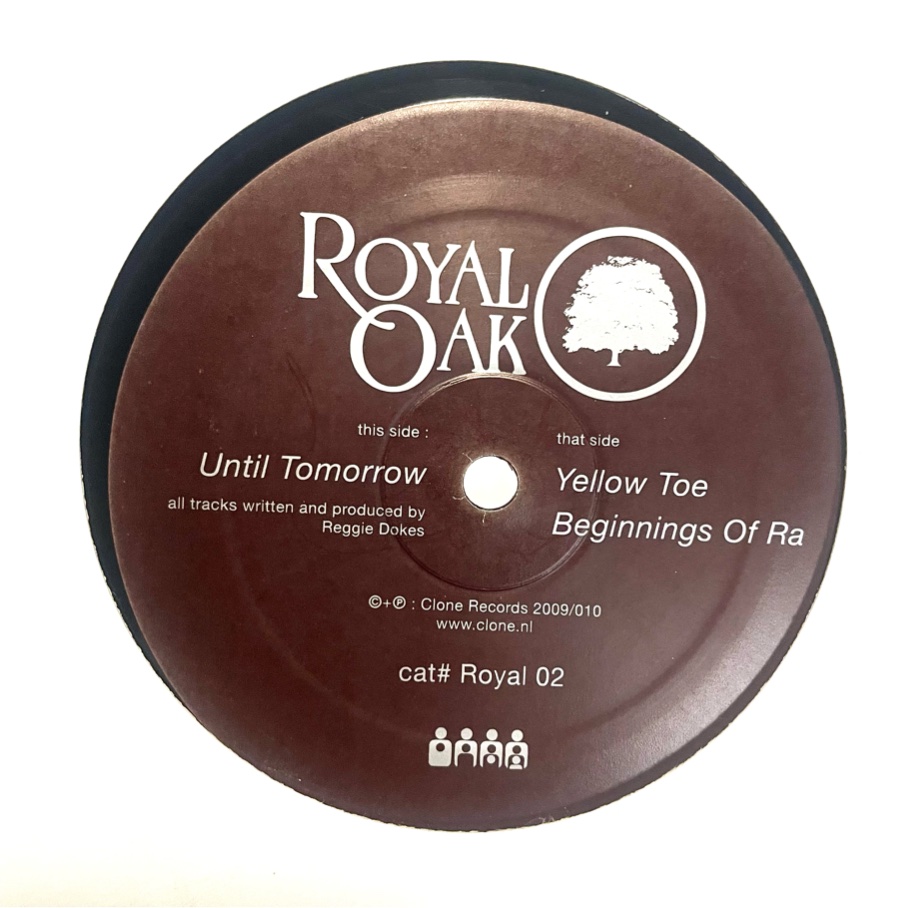 ROYAL
OAK
this side :
Until Tomorrow
all tracks written and produced by
Reggie Dokes
that side
Yellow Toe
Beginnings Of Ra
©+℗ : Clone Records 2009/010
www.clone.nl
cat# Royal 02